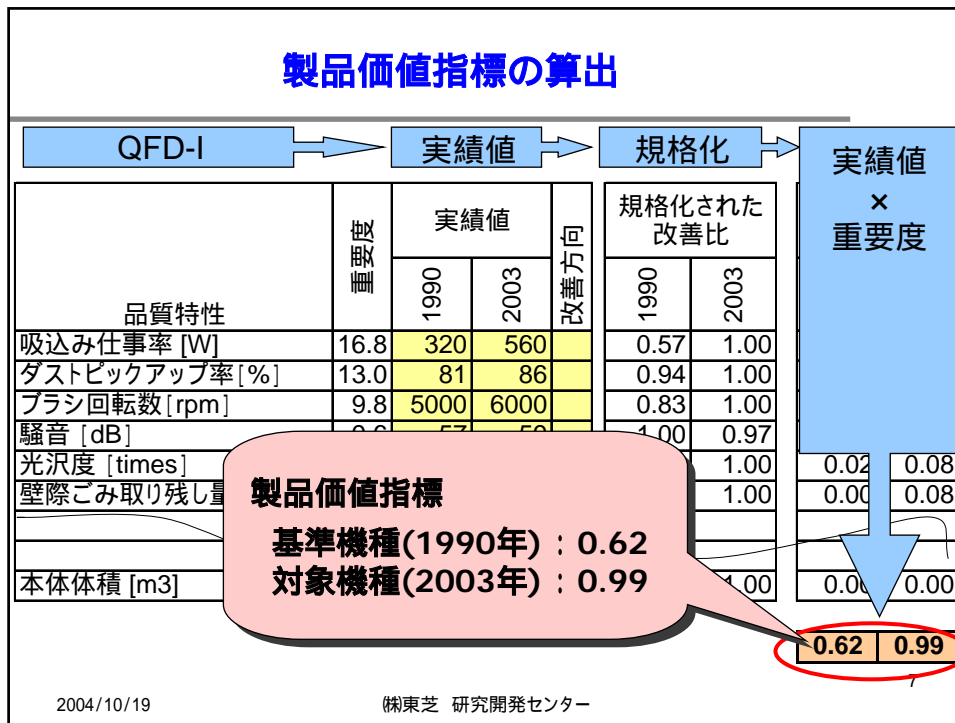 製品価値指標の算出
QFD-I
実績値
規格化
実績値
×
重要度
品質特性
重要度
実績値
1990
2003
改善方向
規格化された
改善比
1990
2003
吸込み仕事率 [W] 16.8 320 560 0.57 1.00
ダストピックアップ率[%] 13.0 81 86 0.94 1.00
ブラシ回転数[rpm] 9.8 5000 6000 0.83 1.00
騒音 [dB] 1.00 0.97
光沢度 [times] 1.00 0.02 0.08
壁際ごみ取り残し量 1.00 0.00 0.08
本体体積 [m3] 1.00 0.00 0.00
製品価値指標
基準機種(1990年) : 0.62
対象機種(2003年) : 0.99
0.62 0.99
7
2004/10/19
㈱東芝 研究開発センター